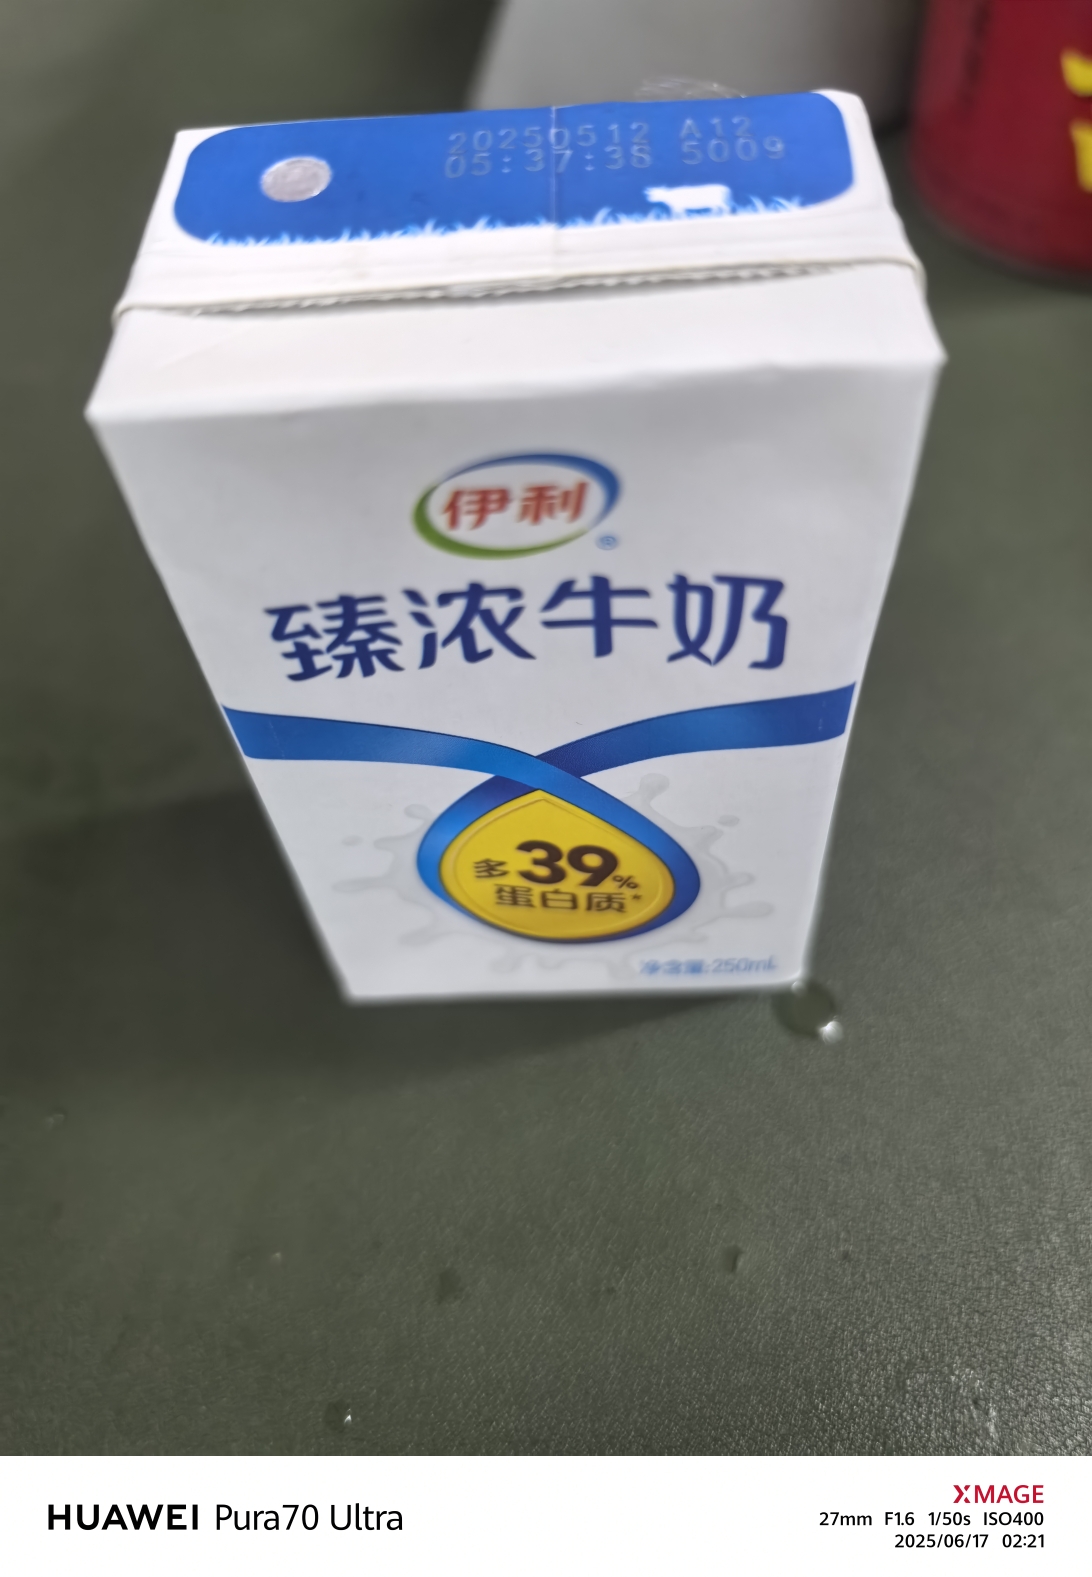 20250512 A12
05:37:38 5009
伊利
®
臻浓牛奶
多39%
蛋白质*
净含量:250mL
HUAWEI Pura70 Ultra
XMAGE
27mm F1.6 1/50s ISO400
2025/06/17 02:21